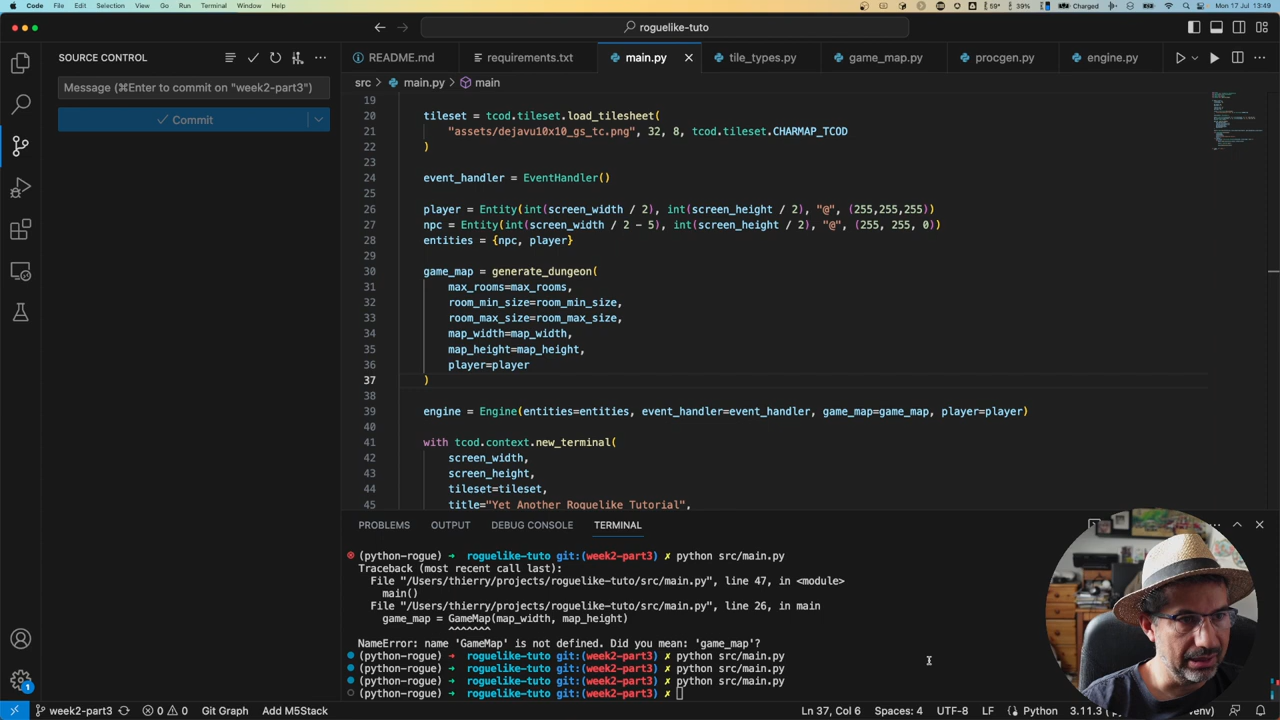 Code File Edit Selection View Go Run Terminal Window Help
59° 39% Charged Mon 17 Jul 13:49
roguelike-tuto
SOURCE CONTROL
README.md requirements.txt main.py tile_types.py game_map.py procgen.py engine.py
Message (⌘Enter to commit on "week2-part3")
src > main.py > main
Commit
19
20 tileset = tcod.tileset.load_tilesheet(
21 "assets/dejavu10x10_gs_tc.png", 32, 8, tcod.tileset.CHARMAP_TCOD
22 )
23
24 event_handler = EventHandler()
25
26 player = Entity(int(screen_width / 2), int(screen_height / 2), "@", (255,255,255))
27 npc = Entity(int(screen_width / 2 - 5), int(screen_height / 2), "@", (255, 255, 0))
28 entities = {npc, player}
29
30 game_map = generate_dungeon(
31 max_rooms=max_rooms,
32 room_min_size=room_min_size,
33 room_max_size=room_max_size,
34 map_width=map_width,
35 map_height=map_height,
36 player=player
37 )
38
39 engine = Engine(entities=entities, event_handler=event_handler, game_map=game_map, player=player)
40
41 with tcod.context.new_terminal(
42 screen_width,
43 screen_height,
44 tileset=tileset,
45 title="Yet Another Roguelike Tutorial",
PROBLEMS OUTPUT DEBUG CONSOLE TERMINAL
(python-rogue) → roguelike-tuto git:(week2-part3) ✗ python src/main.py
Traceback (most recent call last):
File "/Users/thierry/projects/roguelike-tuto/src/main.py", line 47, in <module>
main()
File "/Users/thierry/projects/roguelike-tuto/src/main.py", line 26, in main
game_map = GameMap(map_width, map_height)
^^^^^^^
NameError: name 'GameMap' is not defined. Did you mean: 'game_map'?
(python-rogue) → roguelike-tuto git:(week2-part3) ✗ python src/main.py
(python-rogue) → roguelike-tuto git:(week2-part3) ✗ python src/main.py
(python-rogue) → roguelike-tuto git:(week2-part3) ✗ python src/main.py
(python-rogue) → roguelike-tuto git:(week2-part3) ✗
1
week2-part3 0 0 Git Graph Add M5Stack Ln 37, Col 6 Spaces: 4 UTF-8 LF Python 3.11.3